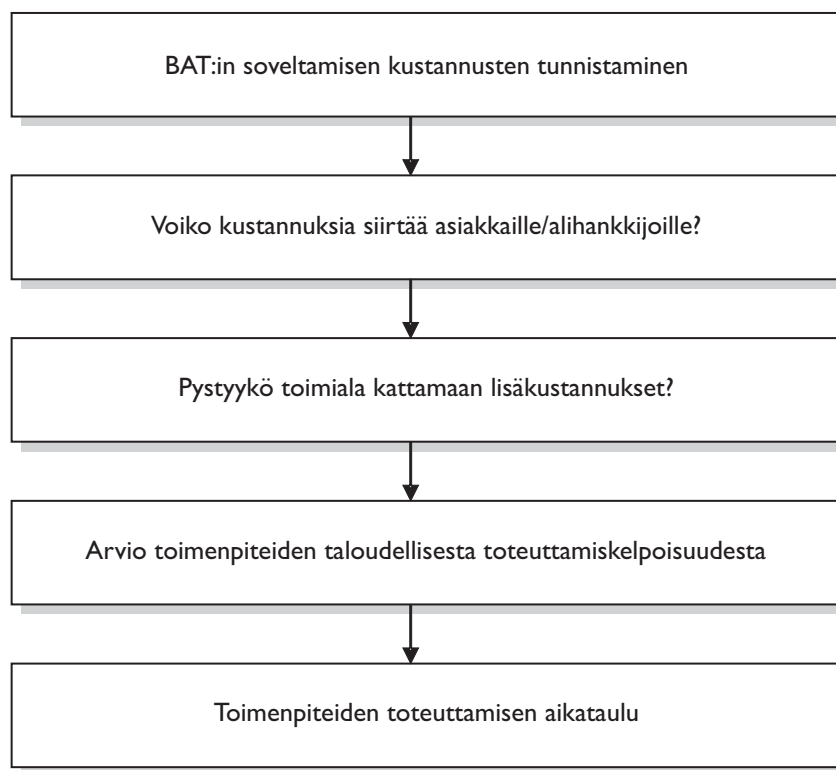 BAT:in soveltamisen kustannusten tunnistaminen
Voiko kustannuksia siirtää asiakkaille/alihankkijoille?
Pystyykö toimiala kattamaan lisäkustannukset?
Arvio toimenpiteiden taloudellisesta toteuttamiskelpoisuudesta
Toimenpiteiden toteuttamisen aikataulu